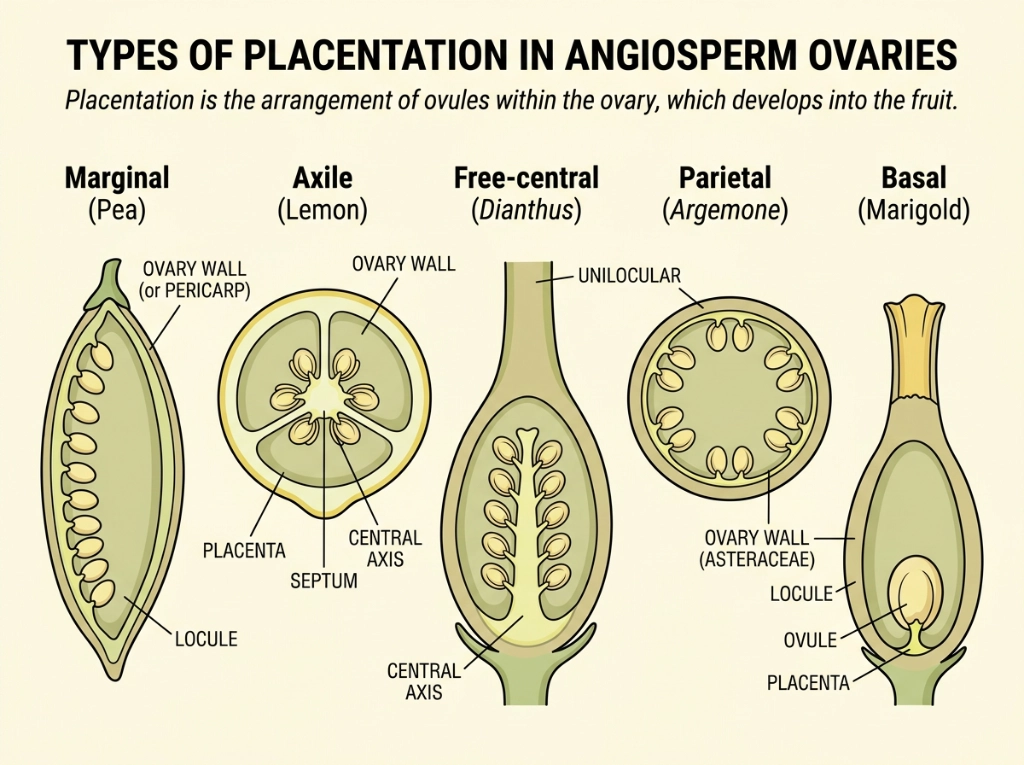 TYPES OF PLACENTATION IN ANGIOSPERM OVARIES
Placentation is the arrangement of ovules within the ovary, which develops into the fruit.
Marginal
(Pea)
Axile
(Lemon)
Free-central
(Dianthus)
Parietal
(Argemone)
Basal
(Marigold)
OVARY WALL
(or PERICARP)
LOCULE
OVARY WALL
PLACENTA
SEPTUM
CENTRAL
AXIS
UNILOCULAR
CENTRAL
AXIS
OVARY WALL
(ASTERACEAE)
LOCULE
OVULE
PLACENTA